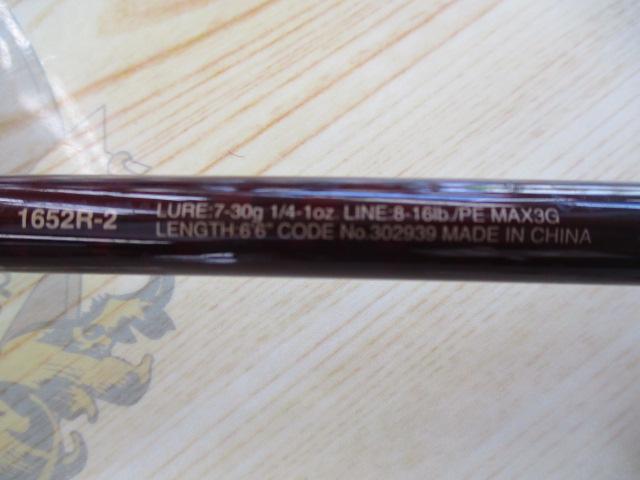 1652R-2
LURE:7-30g 1/4-1oz. LINE:8-16lb./PE MAX3G
LENGTH:6'6" CODE No.302939 MADE IN CHINA